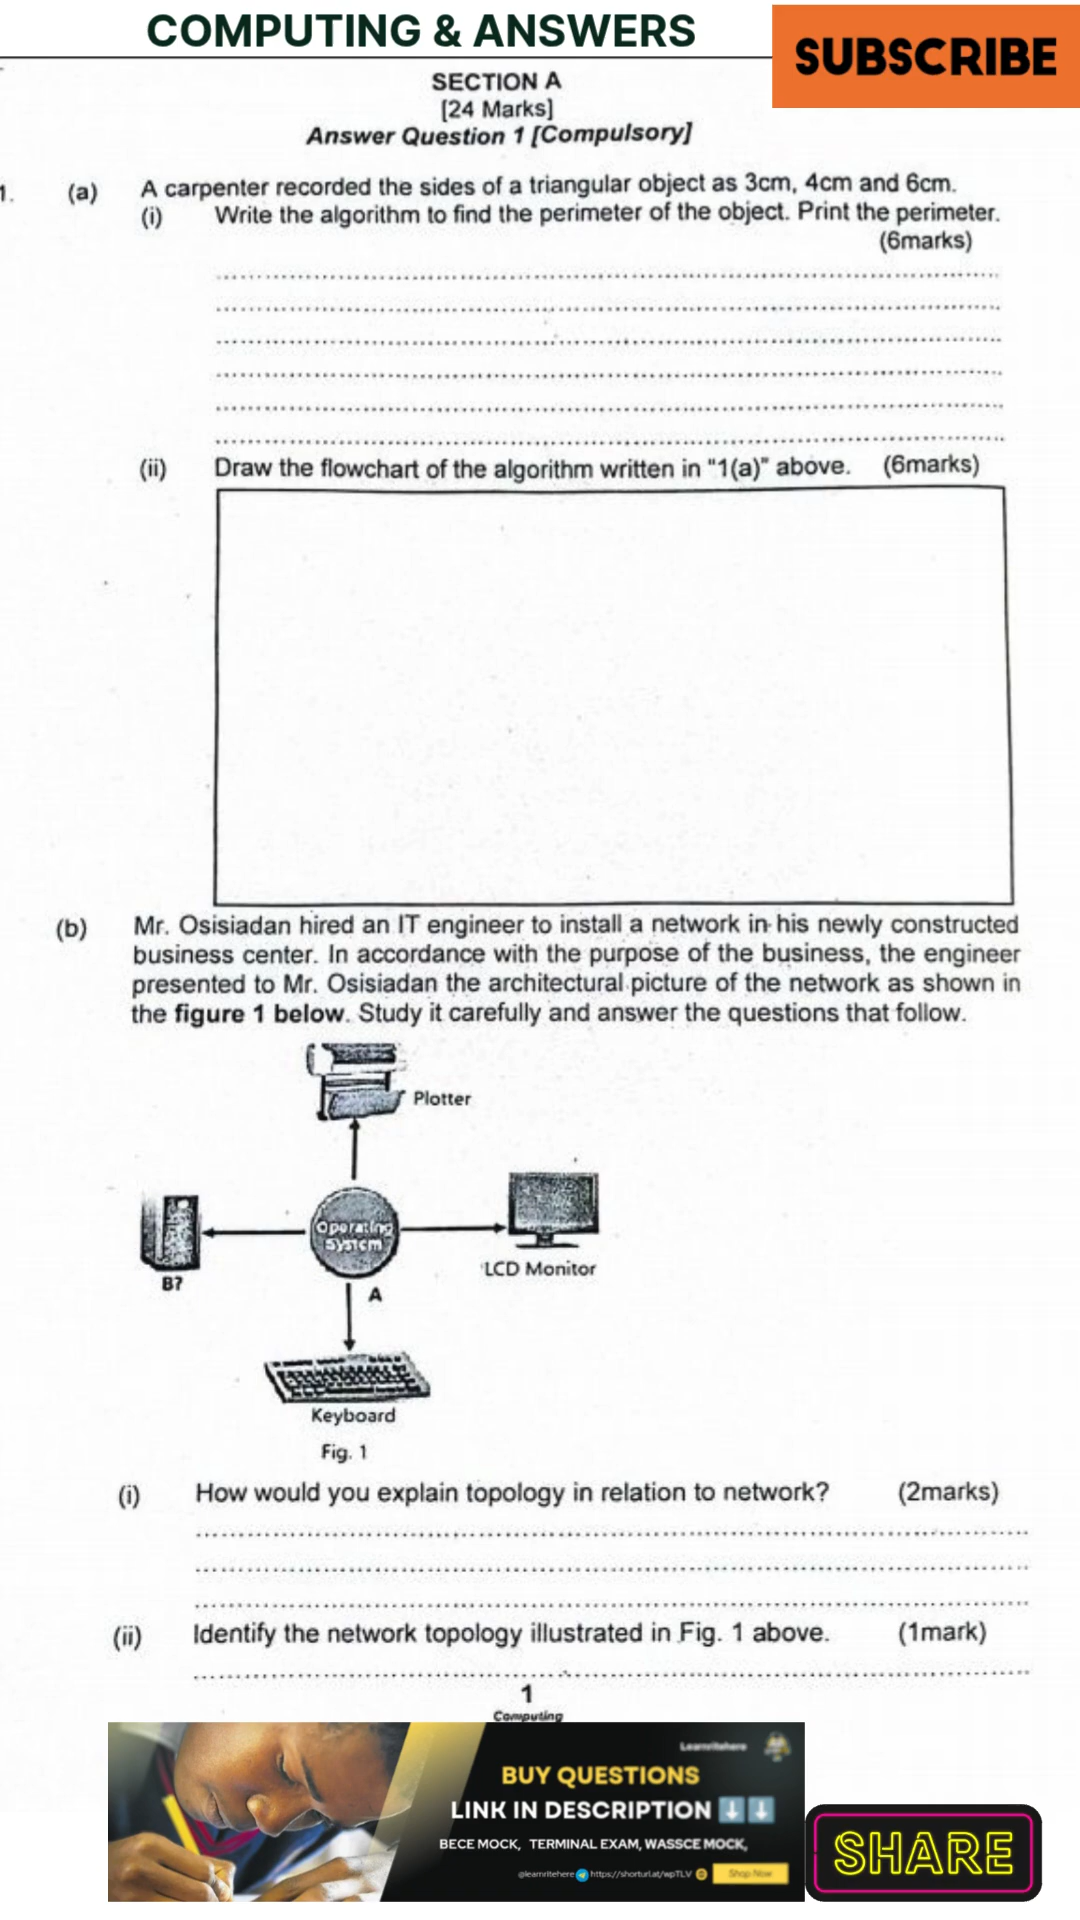 COMPUTING & ANSWERS
SUBSCRIBE
SECTION A
[24 Marks]
Answer Question 1 [Compulsory]
1. (a) A carpenter recorded the sides of a triangular object as 3cm, 4cm and 6cm.
(i) Write the algorithm to find the perimeter of the object. Print the perimeter.
(6marks)
(ii) Draw the flowchart of the algorithm written in "1(a)" above. (6marks)
(b) Mr. Osisiadan hired an IT engineer to install a network in his newly constructed
business center. In accordance with the purpose of the business, the engineer
presented to Mr. Osisiadan the architectural picture of the network as shown in
the figure 1 below. Study it carefully and answer the questions that follow.
Plotter
Operating
System
LCD Monitor
B?
A
Keyboard
Fig. 1
(i) How would you explain topology in relation to network? (2marks)
(ii) Identify the network topology illustrated in Fig. 1 above. (1mark)
1
Computing
Learnritehere
BUY QUESTIONS
LINK IN DESCRIPTION
BECE MOCK, TERMINAL EXAM, WASSCE MOCK,
@learnritehere https://shorturl.at/wpTLV Shop Now
SHARE